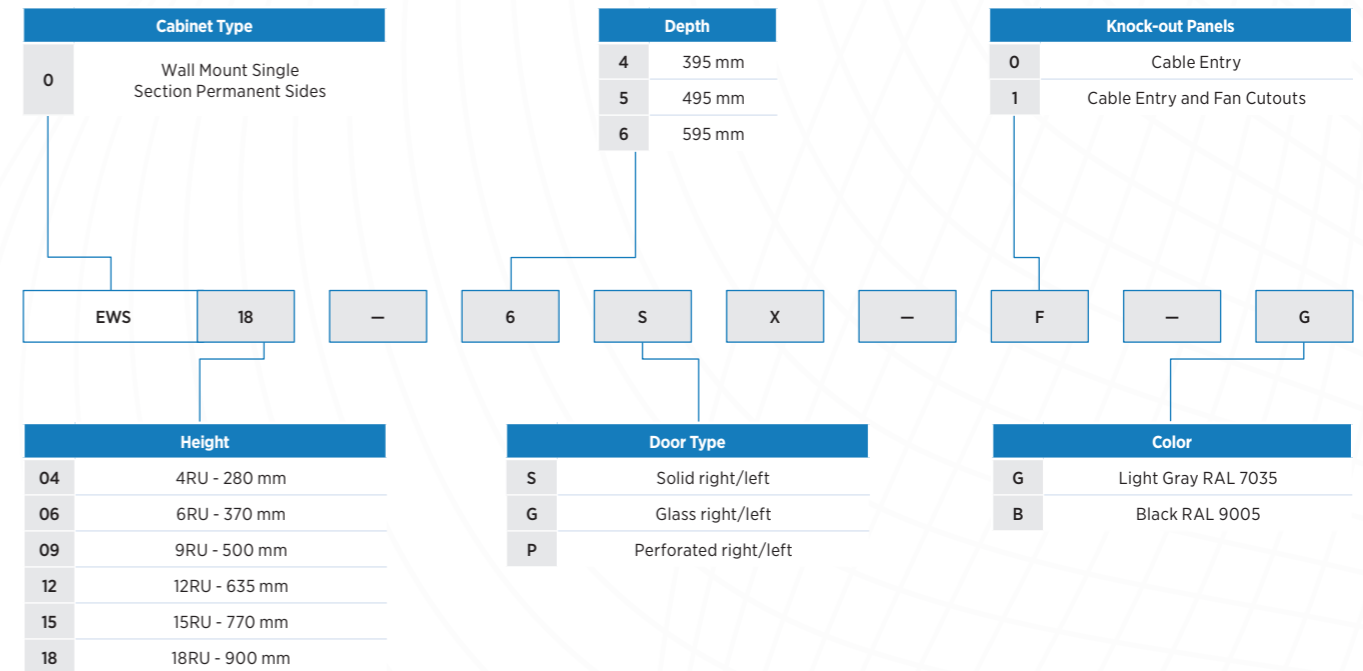 Cabinet Type
0 Wall Mount Single
Section Permanent Sides
Depth
4 395 mm
5 495 mm
6 595 mm
Knock-out Panels
0 Cable Entry
1 Cable Entry and Fan Cutouts
EWS 18 — 6 S X — F — G
Height
04 4RU - 280 mm
06 6RU - 370 mm
09 9RU - 500 mm
12 12RU - 635 mm
15 15RU - 770 mm
18 18RU - 900 mm
Door Type
S Solid right/left
G Glass right/left
P Perforated right/left
Color
G Light Gray RAL 7035
B Black RAL 9005